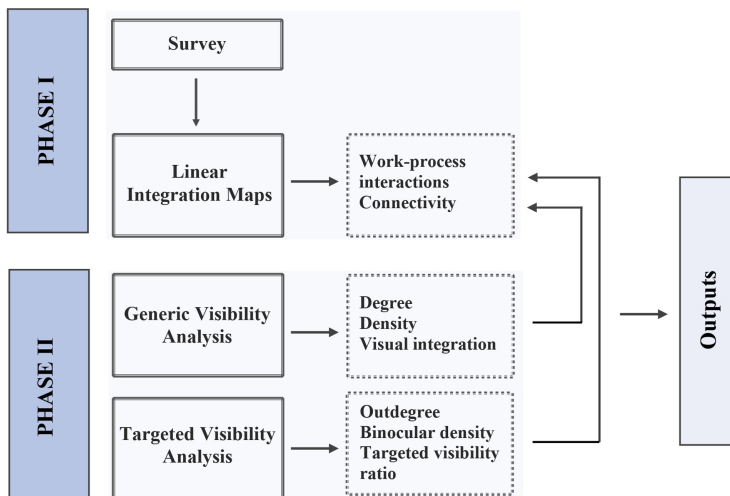 PHASE I
Survey
Linear
Integration Maps
Work-process
interactions
Connectivity
PHASE II
Generic Visibility
Analysis
Degree
Density
Visual integration
Targeted Visibility
Analysis
Outdegree
Binocular density
Targeted visibility
ratio
Outputs